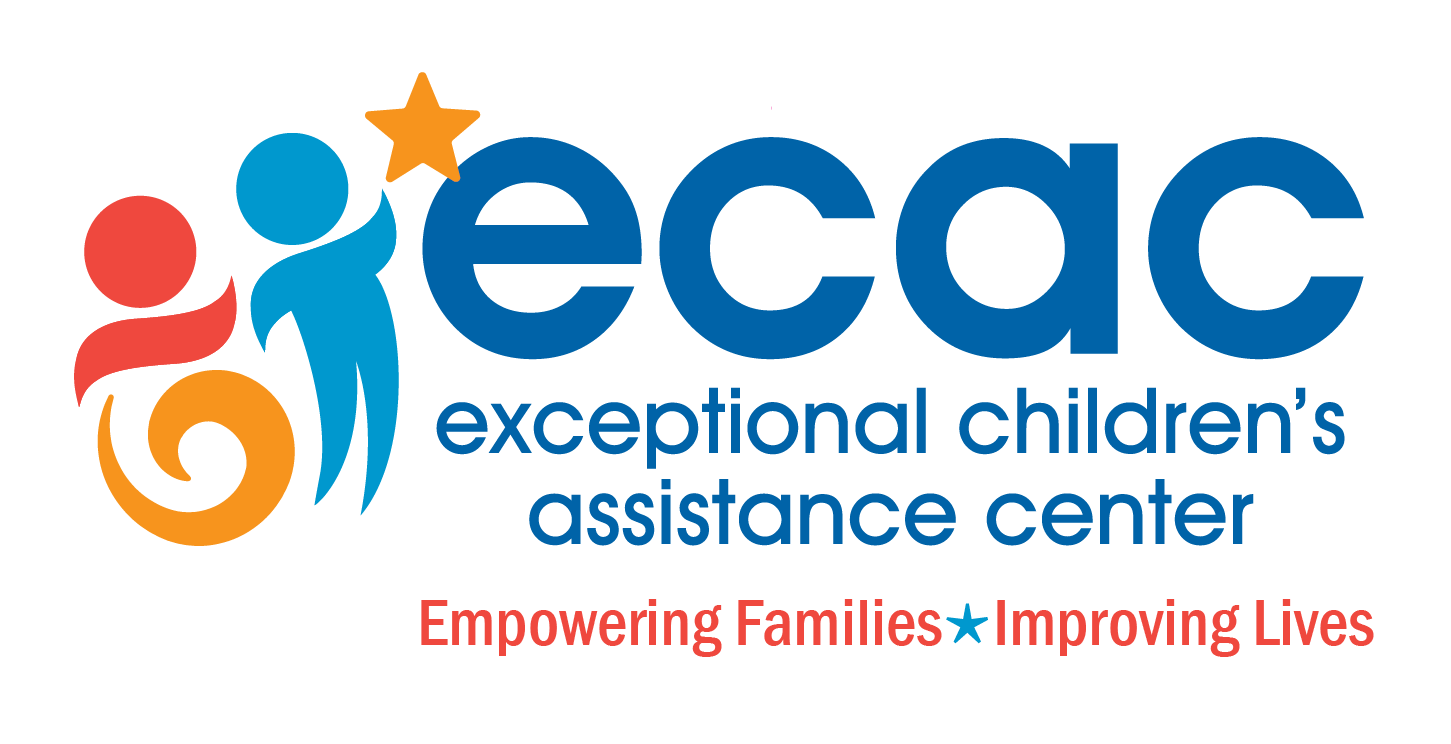 ecac
exceptional children's
assistance center
Empowering Families★Improving Lives